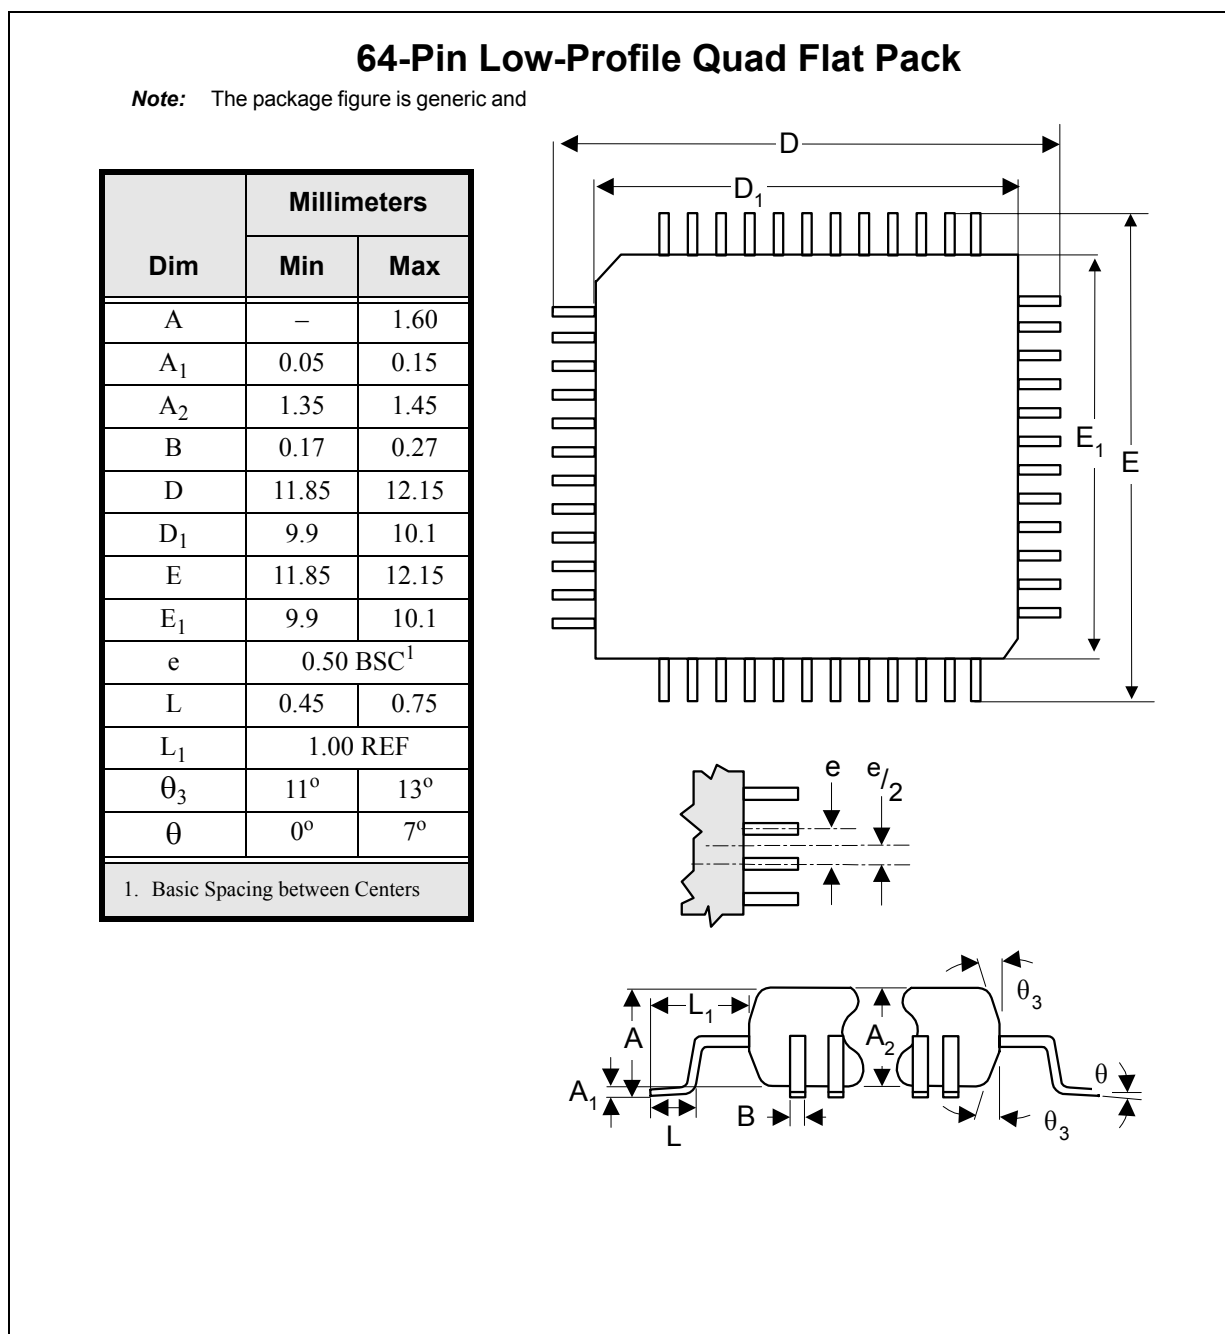 64-Pin Low-Profile Quad Flat Pack
Note: The package figure is generic and
Dim Millimeters
Min Max
A – 1.60
A1 0.05 0.15
A2 1.35 1.45
B 0.17 0.27
D 11.85 12.15
D1 9.9 10.1
E 11.85 12.15
E1 9.9 10.1
e 0.50 BSC1
L 0.45 0.75
L1 1.00 REF
θ3 11o 13o
θ 0o 7o
1. Basic Spacing between Centers
D
D1
E1
E
e
e/2
L1
A
A2
θ3
A1
L
B
θ
θ3